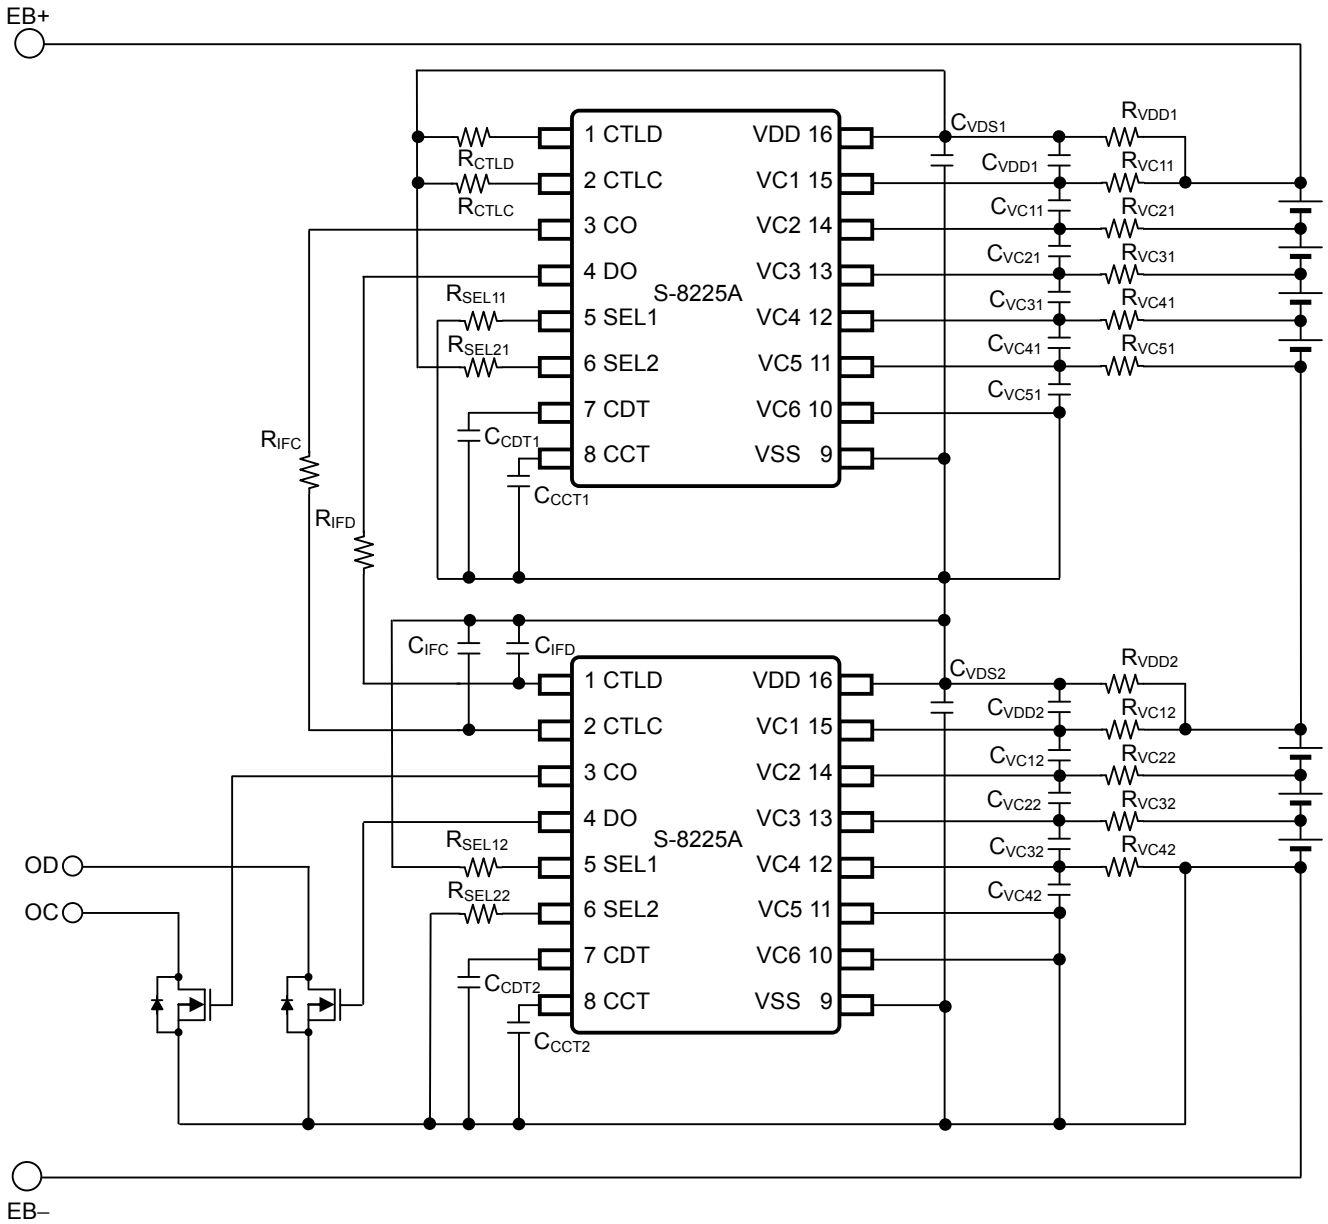 EB+
1 CTLD
VDD 16
CVDS1
RVDD1
RCTLD
CVDD1
RVC11
2 CTLC
VC1 15
RCTLC
CVC11
RVC21
3 CO
VC2 14
CVC21
RVC31
4 DO
VC3 13
S-8225A
RSEL11
CVC31
RVC41
5 SEL1
VC4 12
RSEL21
CVC41
RVC51
6 SEL2
VC5 11
CVC51
7 CDT
VC6 10
RIFC
CCDT1
8 CCT
VSS 9
CCCT1
RIFD
CIFC
CIFD
1 CTLD
VDD 16
CVDS2
RVDD2
CVDD2
RVC12
2 CTLC
VC1 15
CVC12
RVC22
3 CO
VC2 14
CVC22
RVC32
4 DO
VC3 13
S-8225A
RSEL12
CVC32
RVC42
OD
5 SEL1
VC4 12
RSEL22
CVC42
OC
6 SEL2
VC5 11
7 CDT
VC6 10
CCDT2
8 CCT
VSS 9
CCCT2
EB–